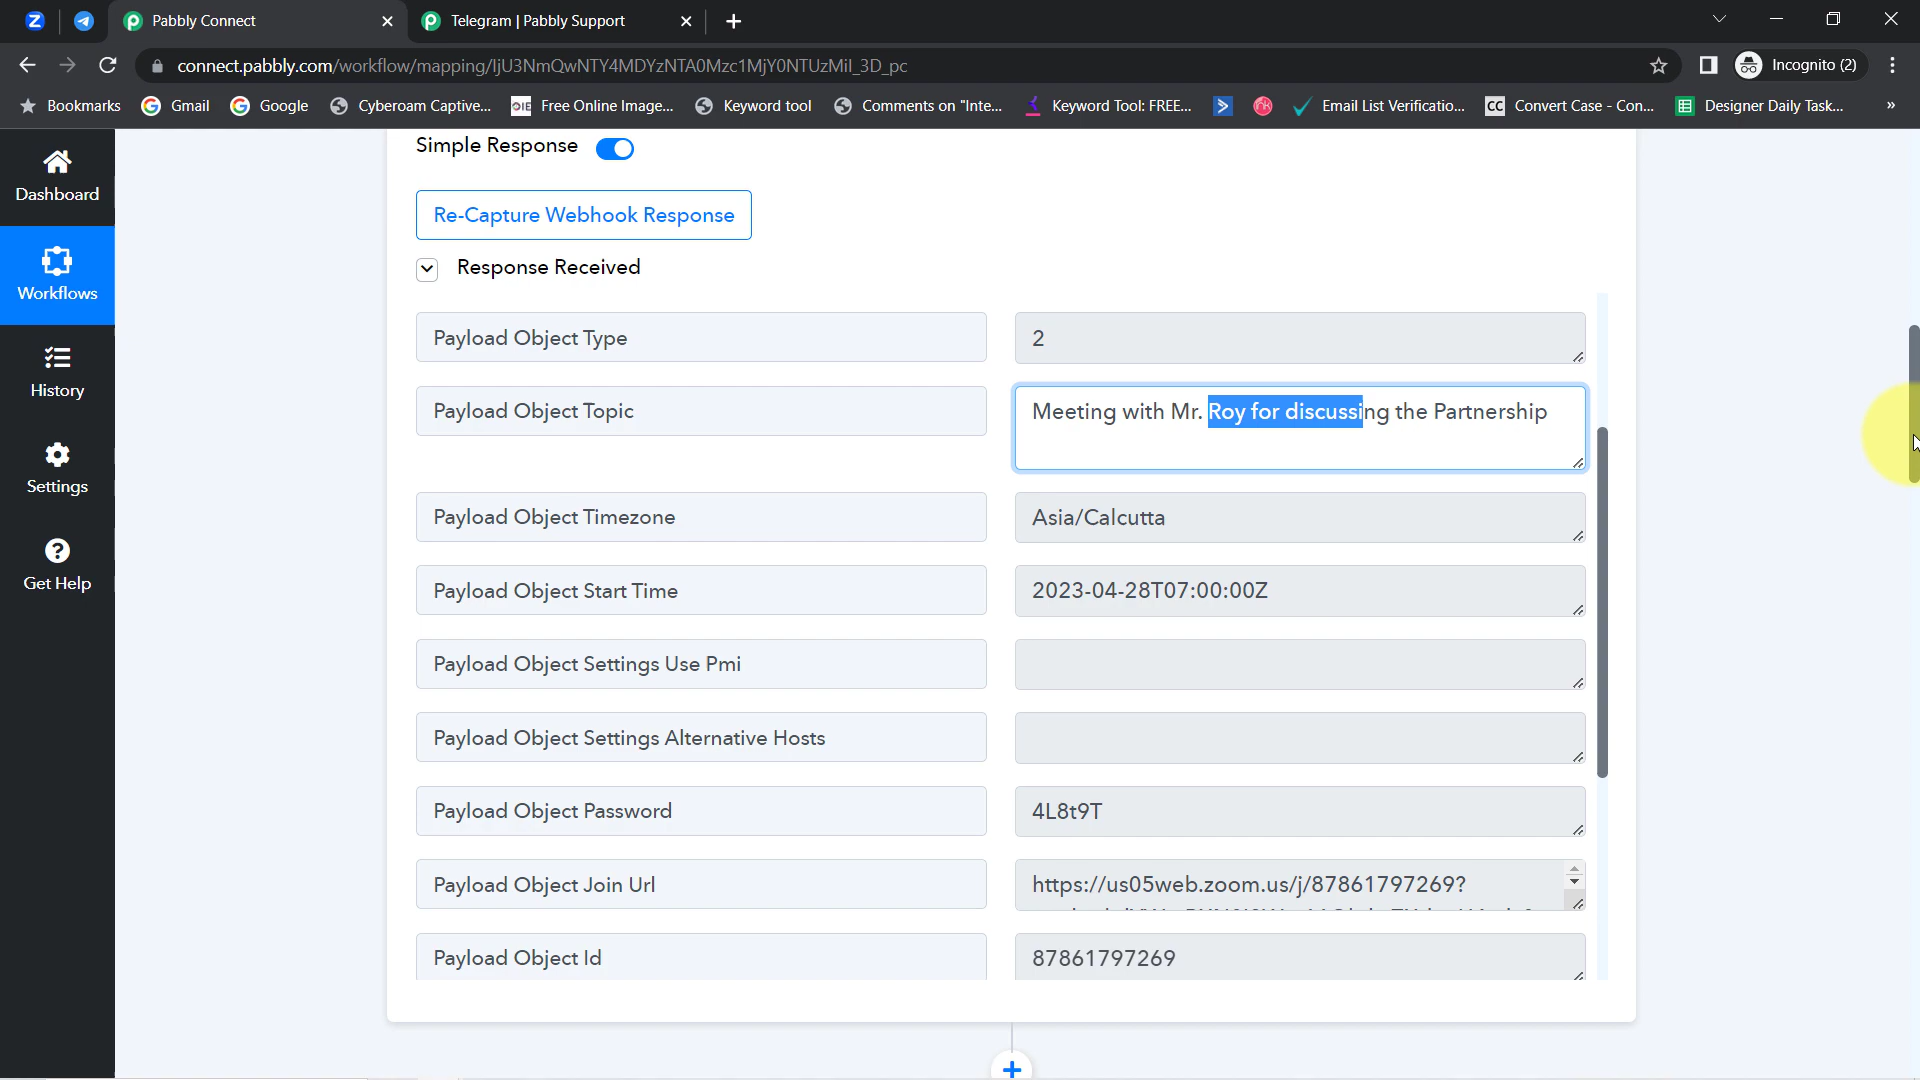 Pabbly Connect
Telegram | Pabbly Support
connect.pabbly.com/workflow/mapping/IjU3NmQwNTY4MDYzNTA0Mzc1MjY0NTUzMiI_3D_pc
Incognito (2)
Bookmarks
Gmail
Google
Cyberoam Captive...
Free Online Image...
Keyword tool
Comments on "Inte...
Keyword Tool: FREE...
Email List Verificatio...
Convert Case - Con...
Designer Daily Task...
Dashboard
Workflows
History
Settings
Get Help
Simple Response
Re-Capture Webhook Response
Response Received
Payload Object Type
2
Payload Object Topic
Meeting with Mr. Roy for discussing the Partnership
Payload Object Timezone
Asia/Calcutta
Payload Object Start Time
2023-04-28T07:00:00Z
Payload Object Settings Use Pmi
Payload Object Settings Alternative Hosts
Payload Object Password
4L8t9T
Payload Object Join Url
https://us05web.zoom.us/j/87861797269?
Payload Object Id
87861797269